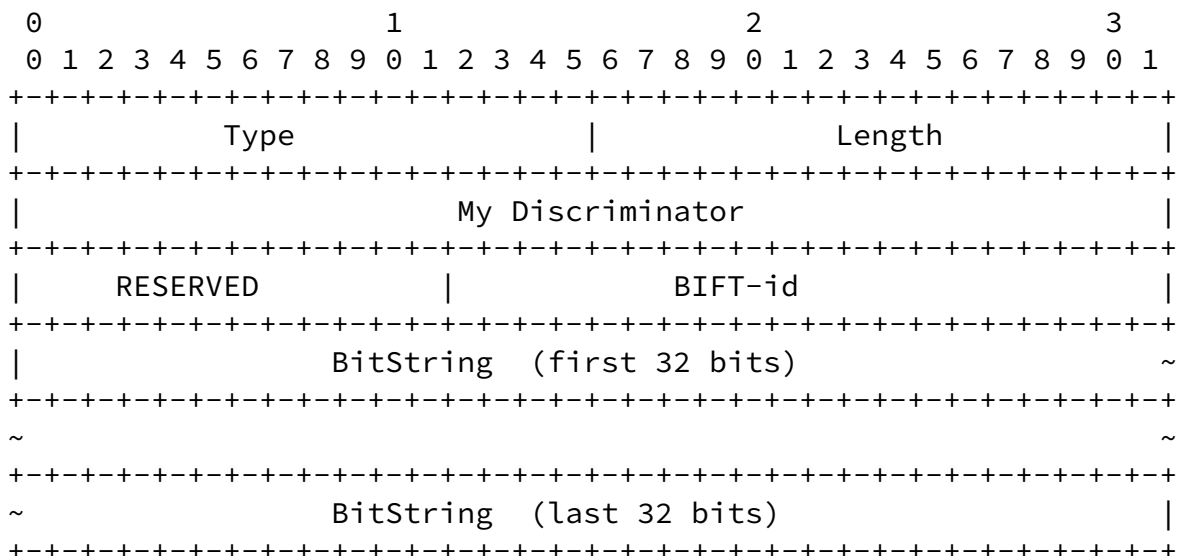 0                   1                   2                   3
 0 1 2 3 4 5 6 7 8 9 0 1 2 3 4 5 6 7 8 9 0 1 2 3 4 5 6 7 8 9 0 1
+-+-+-+-+-+-+-+-+-+-+-+-+-+-+-+-+-+-+-+-+-+-+-+-+-+-+-+-+-+-+-+-+
|           Type                |             Length            |
+-+-+-+-+-+-+-+-+-+-+-+-+-+-+-+-+-+-+-+-+-+-+-+-+-+-+-+-+-+-+-+-+
|                        My Discriminator                       |
+-+-+-+-+-+-+-+-+-+-+-+-+-+-+-+-+-+-+-+-+-+-+-+-+-+-+-+-+-+-+-+-+
|     RESERVED          |            BIFT-id                    |
+-+-+-+-+-+-+-+-+-+-+-+-+-+-+-+-+-+-+-+-+-+-+-+-+-+-+-+-+-+-+-+-+
|                 BitString  (first 32 bits)                    ~
+-+-+-+-+-+-+-+-+-+-+-+-+-+-+-+-+-+-+-+-+-+-+-+-+-+-+-+-+-+-+-+-+
~                                                               ~
+-+-+-+-+-+-+-+-+-+-+-+-+-+-+-+-+-+-+-+-+-+-+-+-+-+-+-+-+-+-+-+-+
~                 BitString  (last 32 bits)                     |
+-+-+-+-+-+-+-+-+-+-+-+-+-+-+-+-+-+-+-+-+-+-+-+-+-+-+-+-+-+-+-+-+